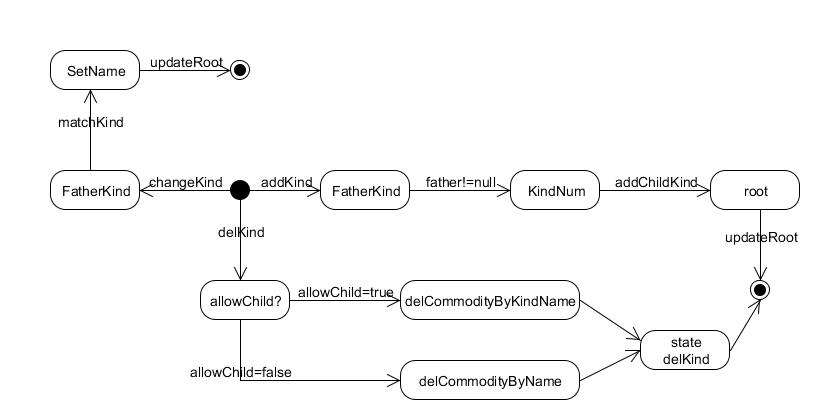 updateRoot
SetName
matchKind
changeKind
addKind
father!=null
addChildKind
FatherKind
FatherKind
KindNum
root
delKind
updateRoot
allowChild=true
allowChild?
delCommodityByKindName
state
delKind
allowChild=false
delCommodityByName